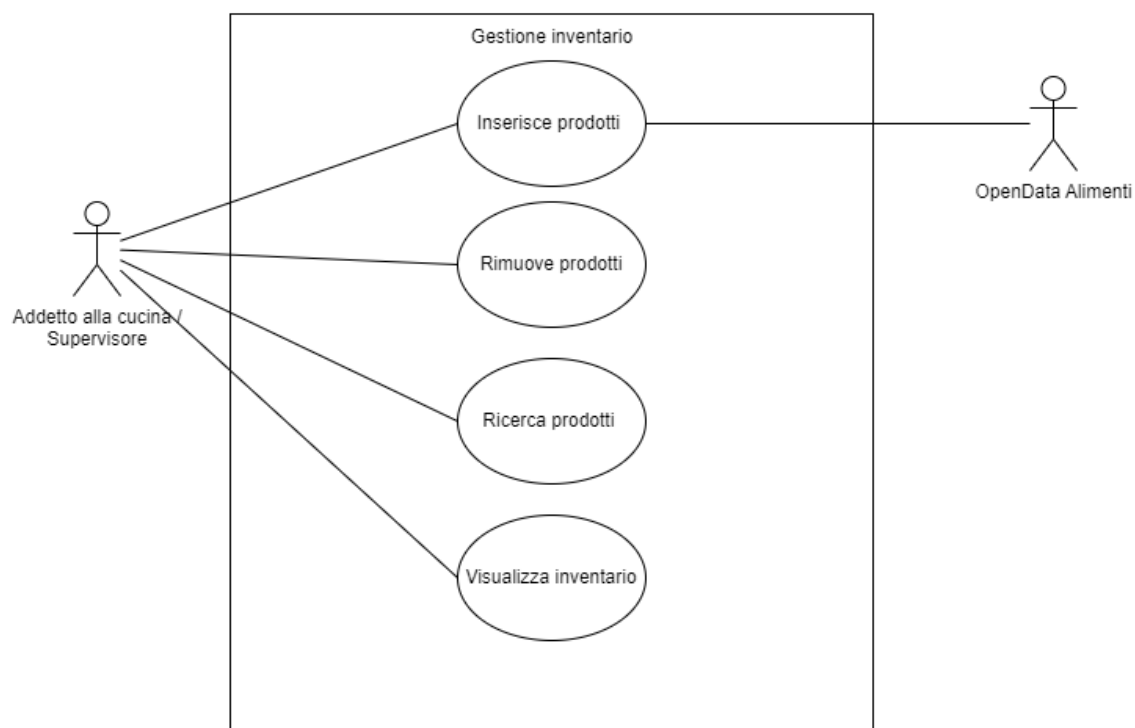 Gestione inventario
Inserisce prodotti
OpenData Alimenti
Rimuove prodotti
Addetto alla cucina /
Supervisore
Ricerca prodotti
Visualizza inventario